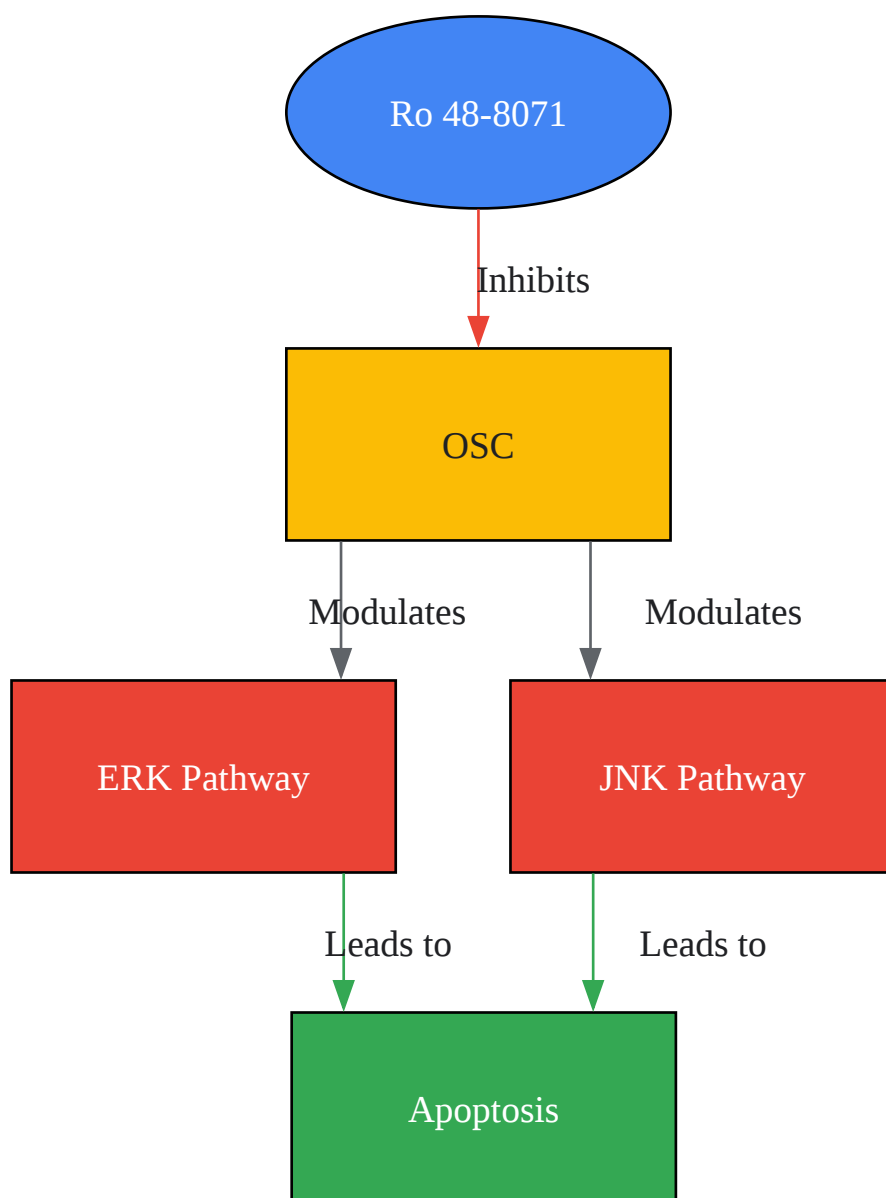 Ro 48-8071
Inhibits
OSC
Modulates
Modulates
ERK Pathway
JNK Pathway
Leads to
Leads to
Apoptosis